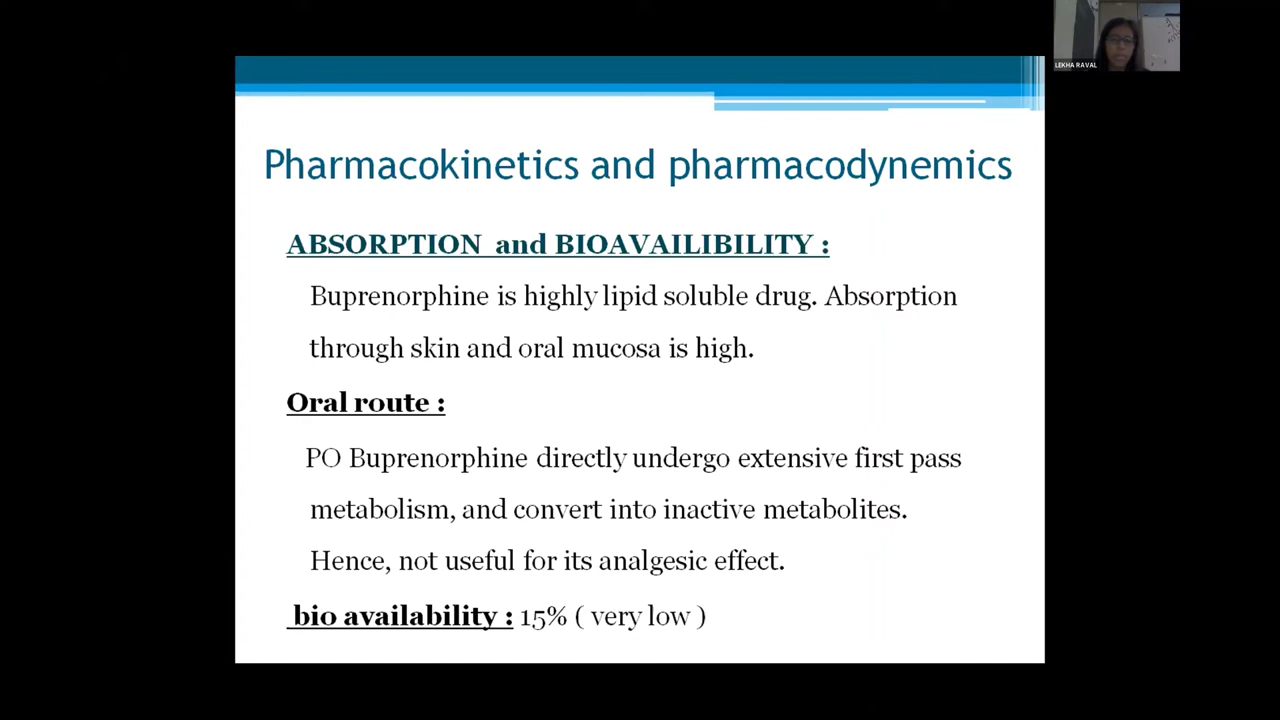 LEKHA RAVAL
Pharmacokinetics and pharmacodynemics
ABSORPTION and BIOAVAILIBILITY :
Buprenorphine is highly lipid soluble drug. Absorption
through skin and oral mucosa is high.
Oral route :
PO Buprenorphine directly undergo extensive first pass
metabolism, and convert into inactive metabolites.
Hence, not useful for its analgesic effect.
bio availability : 15% ( very low )